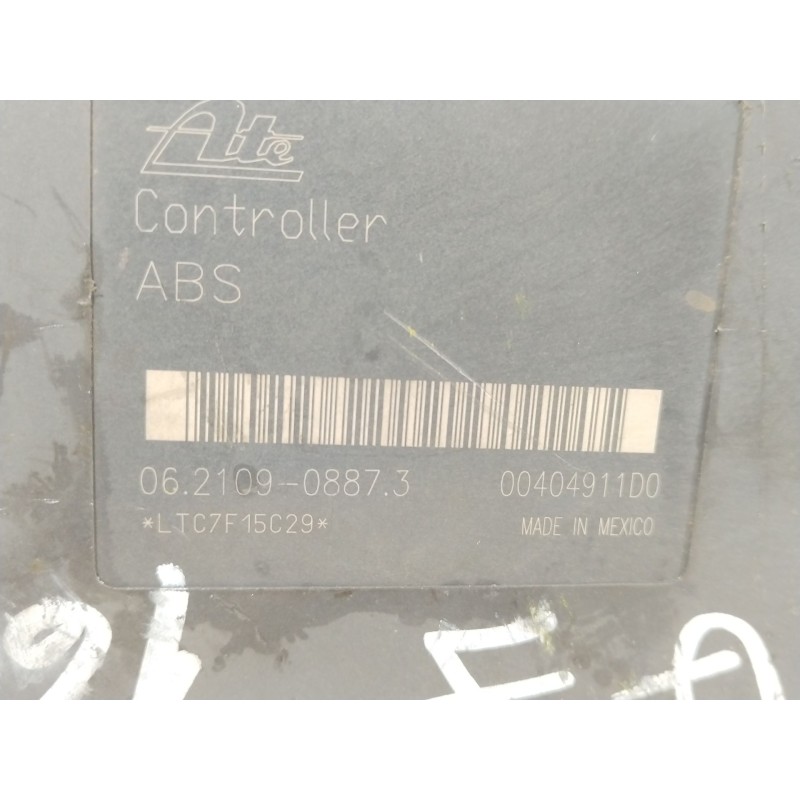 Ate
Controller
ABS
06.2109-0887.3 00404911D0
*LTC7F15C29* MADE IN MEXICO